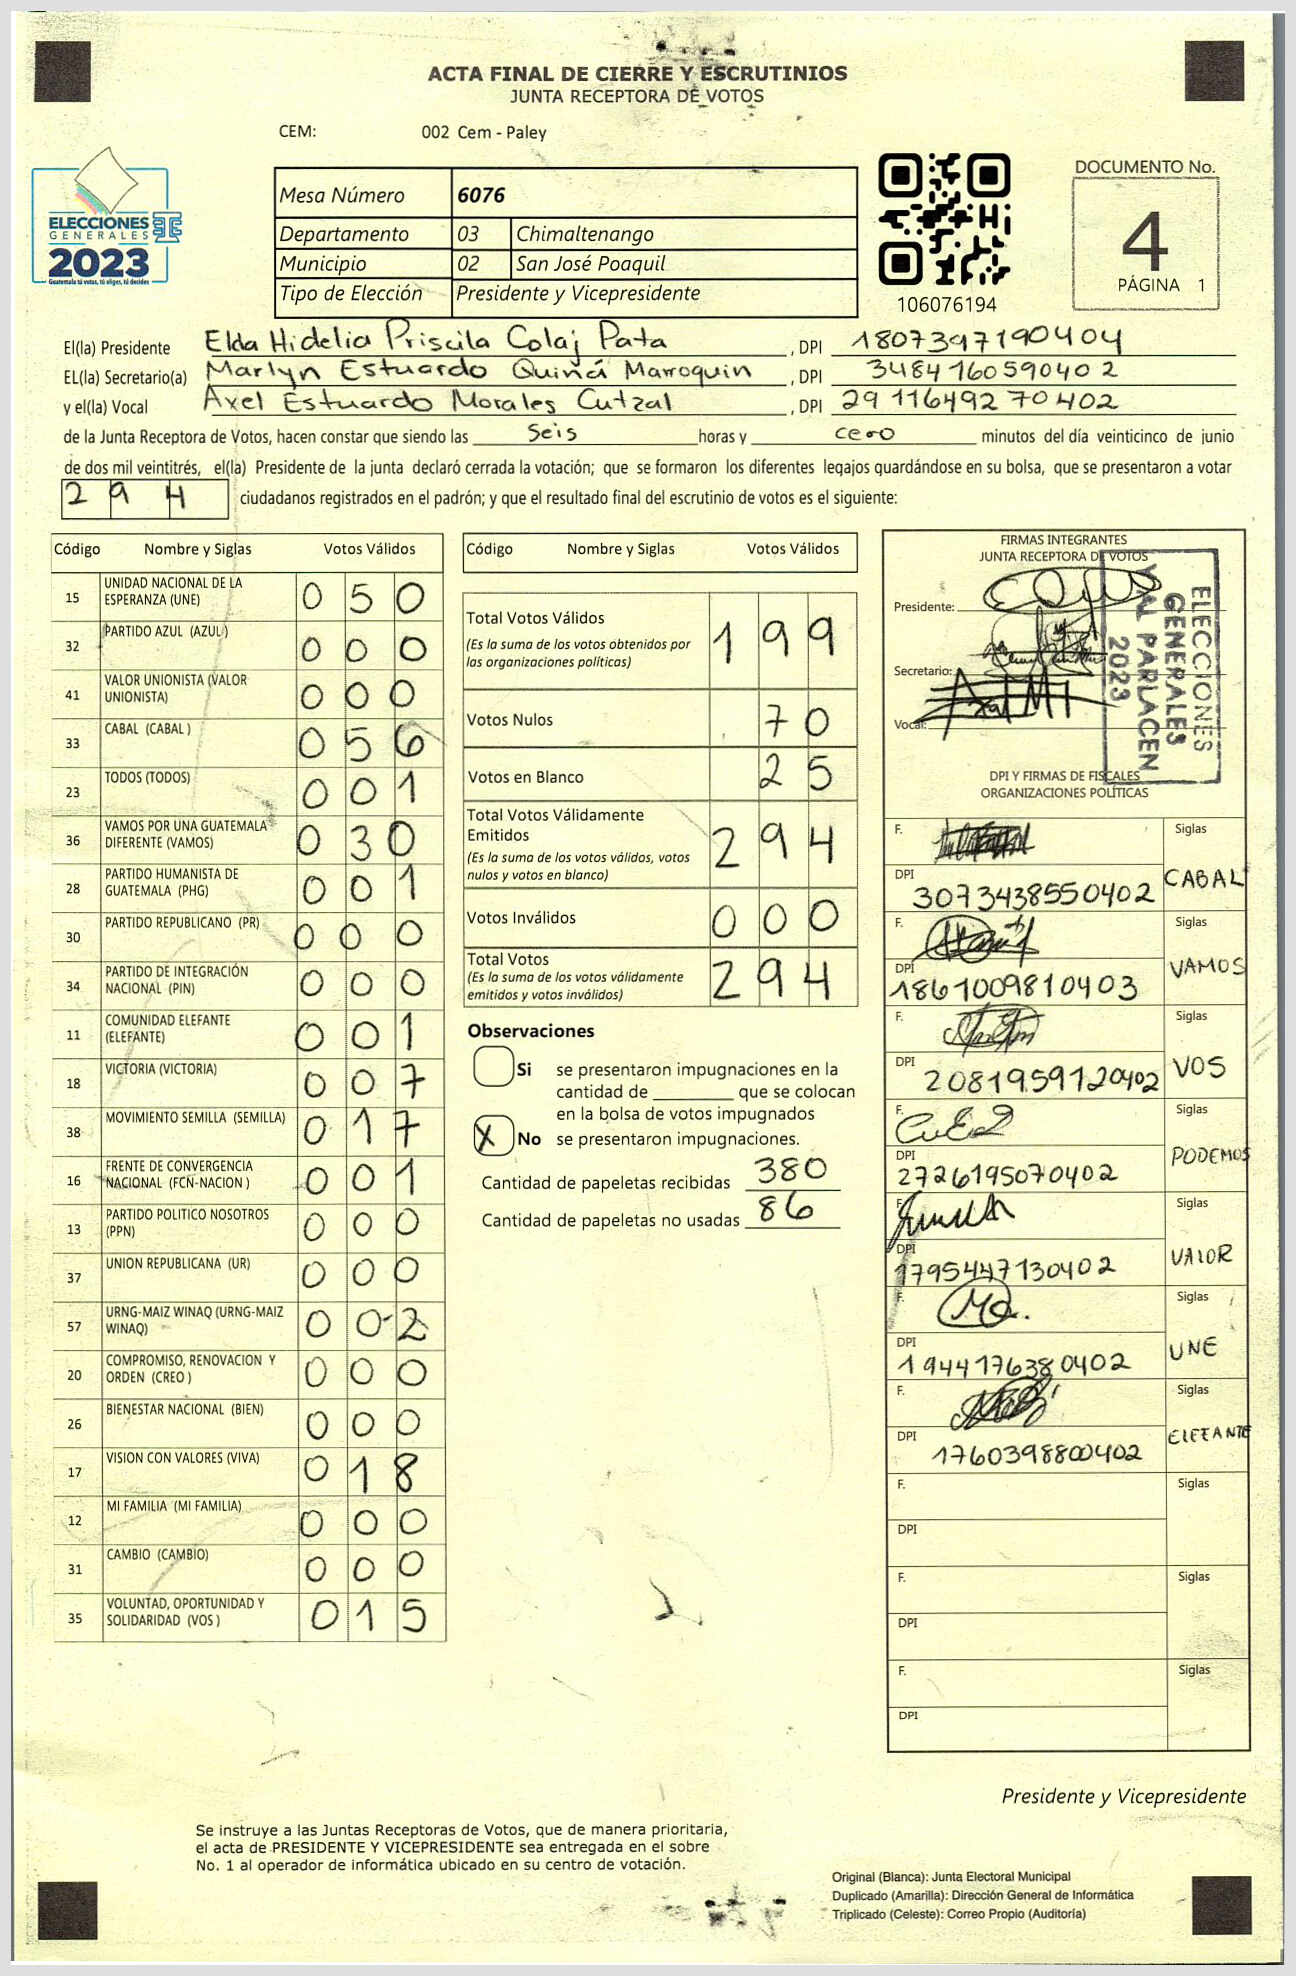 ACTA FINAL DE CIERRE Y ESCRUTINIOS
JUNTA RECEPTORA DE VOTOS
CEM: 002 Cem - Paley
ELECCIONES
GENERALES
2023
Guatemala tú votas, tú eliges, tú decides
Mesa Número 6076
Departamento 03 Chimaltenango
Municipio 02 San José Poaquil
Tipo de Elección Presidente y Vicepresidente
Hi
106076194
DOCUMENTO No.
4
PÁGINA 1
El(la) Presidente Elda Hidelia Priscila Colaj Pata , DPI 1807397190404
EL(la) Secretario(a) Marlyn Estuardo Quiná Marroquin , DPI 3484160590402
y el(la) Vocal Axel Estuardo Morales Cutzal , DPI 2911649270402
de la Junta Receptora de Votos, hacen constar que siendo las seis horas y cero minutos del día veinticinco de junio
de dos mil veintitrés, el(la) Presidente de la junta declaró cerrada la votación; que se formaron los diferentes legajos quardándose en su bolsa, que se presentaron a votar
294 ciudadanos registrados en el padrón; y que el resultado final del escrutinio de votos es el siguiente:
Código Nombre y Siglas Votos Válidos
15 UNIDAD NACIONAL DE LA ESPERANZA (UNE) 050
32 PARTIDO AZUL (AZUL) 000
41 VALOR UNIONISTA (VALOR UNIONISTA) 000
33 CABAL (CABAL ) 056
23 TODOS (TODOS) 001
36 VAMOS POR UNA GUATEMALA DIFERENTE (VAMOS) 030
28 PARTIDO HUMANISTA DE GUATEMALA (PHG) 001
30 PARTIDO REPUBLICANO (PR) 000
34 PARTIDO DE INTEGRACIÓN NACIONAL (PIN) 000
11 COMUNIDAD ELEFANTE (ELEFANTE) 001
18 VICTORIA (VICTORIA) 007
38 MOVIMIENTO SEMILLA (SEMILLA) 017
16 FRENTE DE CONVERGENCIA NACIONAL (FCN-NACION ) 001
13 PARTIDO POLITICO NOSOTROS (PPN) 000
37 UNION REPUBLICANA (UR) 000
57 URNG-MAIZ WINAQ (URNG-MAIZ WINAQ) 002
20 COMPROMISO, RENOVACION Y ORDEN (CREO ) 000
26 BIENESTAR NACIONAL (BIEN) 000
17 VISION CON VALORES (VIVA) 018
12 MI FAMILIA (MI FAMILIA) 000
31 CAMBIO (CAMBIO) 000
35 VOLUNTAD, OPORTUNIDAD Y SOLIDARIDAD (VOS ) 015
Código Nombre y Siglas Votos Válidos
Total Votos Válidos 199
(Es la suma de los votos obtenidos por
las organizaciones políticas)
Votos Nulos 70
Votos en Blanco 25
Total Votos Válidamente
Emitidos 294
(Es la suma de los votos válidos, votos
nulos y votos en blanco)
Votos Inválidos 000
Total Votos 294
(Es la suma de los votos válidamente
emitidos y votos inválidos)
Observaciones
Si se presentaron impugnaciones en la
cantidad de ________ que se colocan
en la bolsa de votos impugnados
X No se presentaron impugnaciones.
Cantidad de papeletas recibidas 380
Cantidad de papeletas no usadas 86
FIRMAS INTEGRANTES
JUNTA RECEPTORA DE VOTOS
Presidente:
Secretario:
Vocal:
ELECCIONES
GENERALES
Y AL PARLACEN
2023
DPI Y FIRMAS DE FISCALES
ORGANIZACIONES POLÍTICAS
F. Siglas
DPI 3073438550402 CABAL
F. Siglas
DPI 1861009810403 VAMOS
F. Siglas
DPI 2081959120402 VOS
F. Siglas
DPI 2726195070402 PODEMOS
F. Siglas
DPI 1795447130402 VALOR
F. Siglas
DPI 1944176380402 UNE
F. Siglas
DPI 1760398800402 ELEFANTE
F. Siglas
DPI
F. Siglas
DPI
F. Siglas
DPI
Presidente y Vicepresidente
Se instruye a las Juntas Receptoras de Votos, que de manera prioritaria,
el acta de PRESIDENTE Y VICEPRESIDENTE sea entregada en el sobre
No. 1 al operador de informática ubicado en su centro de votación.
Original (Blanca): Junta Electoral Municipal
Duplicado (Amarilla): Dirección General de Informática
Triplicado (Celeste): Correo Propio (Auditoría)